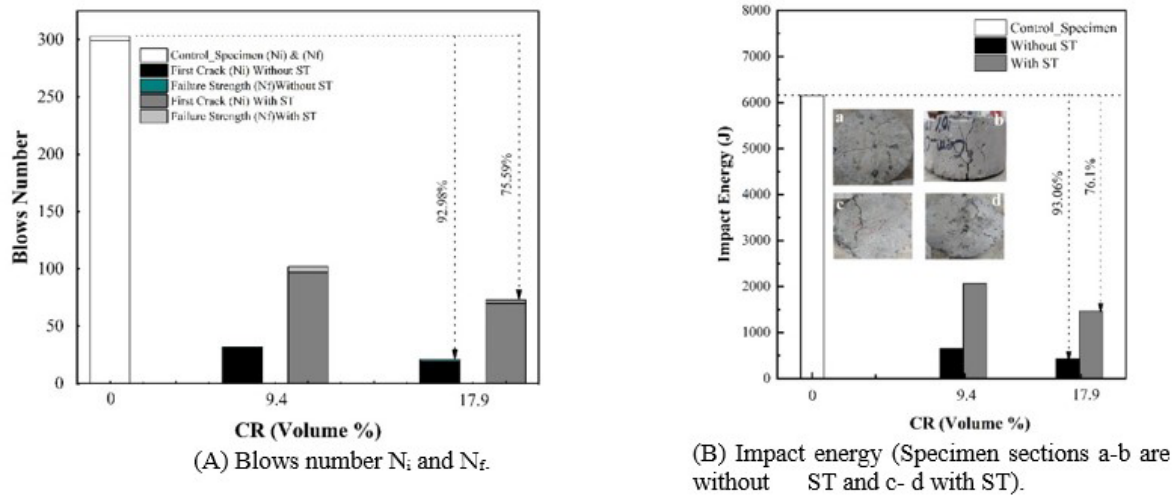 300
250
200
150
100
50
0
Blows Number
Control_Specimen (Ni) & (Nf)
First Crack (Ni) Without ST
Failure Strength (Nf)Without ST
First Crack (Ni) With ST
Failure Strength (Nf)With ST
92.98%
75.59%
0
9.4
17.9
CR (Volume %)
(A) Blows number Nᵢ and N_f.
8000
7000
6000
5000
4000
3000
2000
1000
0
Impact Energy (J)
Control_Specimen
Without ST
With ST
a
b
c
d
93.06%
76.1%
0
9.4
17.9
CR (Volume %)
(B) Impact energy (Specimen sections a-b are
without ST and c- d with ST).